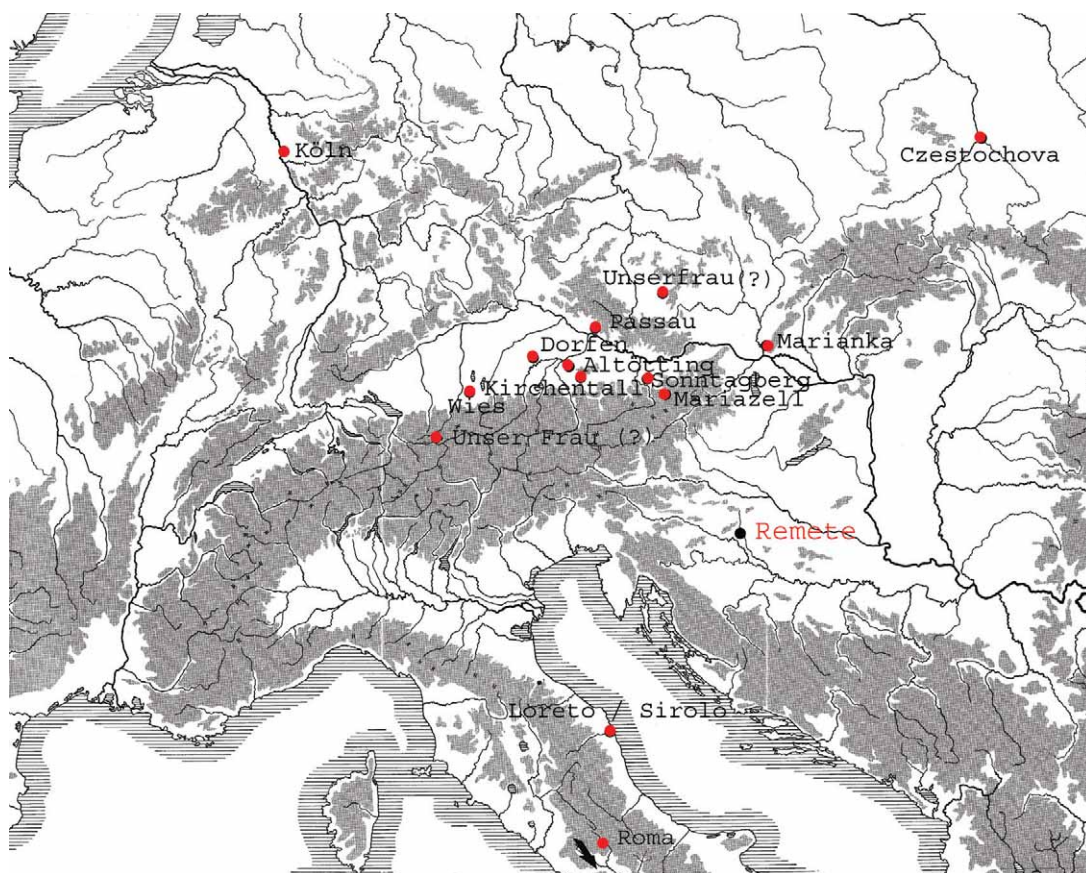 Köln
Czestochova
Unserfrau(?)
Passau
Marianka
Dorfen
Altötting
Sonntagberg
Kirchentall
Mariazell
Wies
Unser Frau (?)
Remete
Loreto / Sirolo
Roma